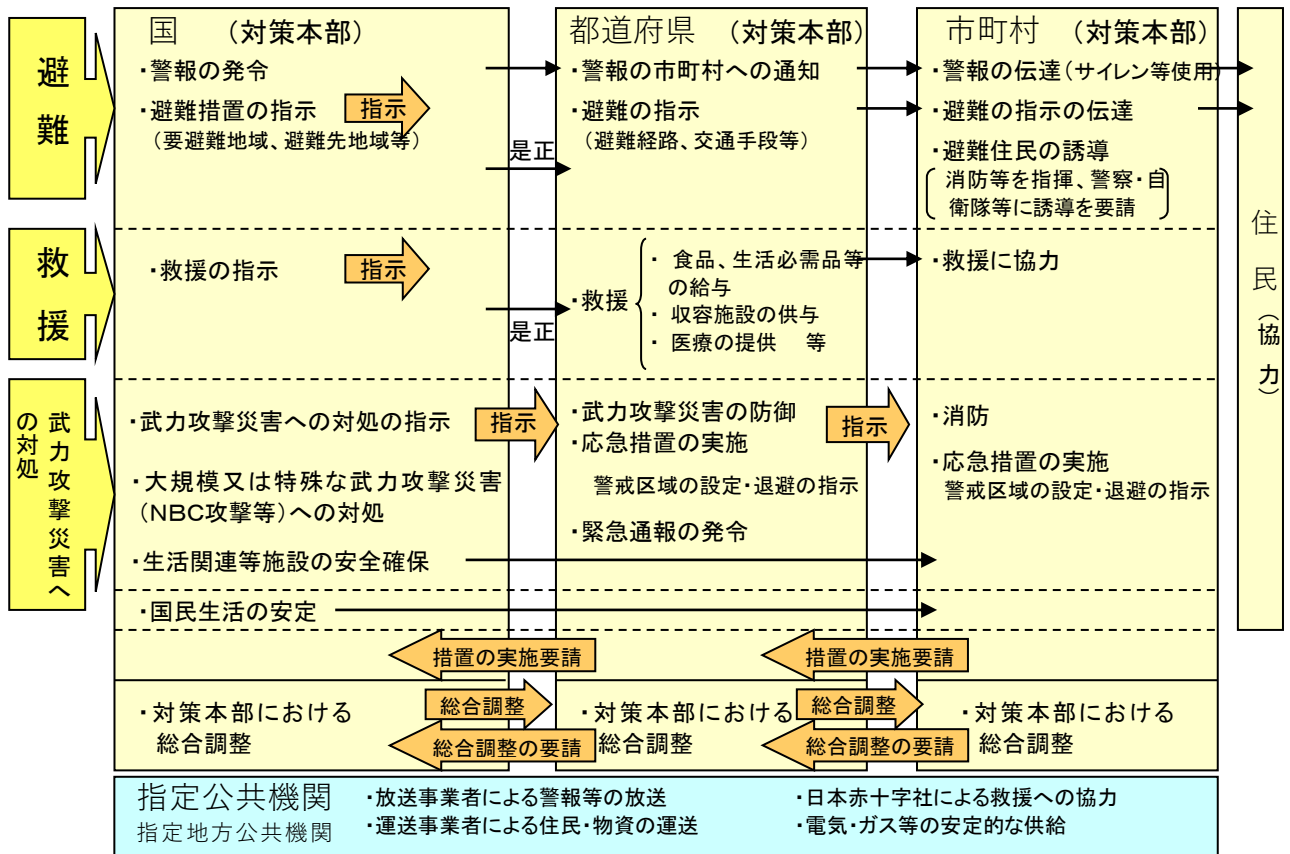 避難
国 (対策本部)
・警報の発令
・避難措置の指示
指示
(要避難地域、避難先地域等)
是正
都道府県 (対策本部)
・警報の市町村への通知
・避難の指示
(避難経路、交通手段等)
市町村 (対策本部)
・警報の伝達(サイレン等使用)
・避難の指示の伝達
・避難住民の誘導
消防等を指揮、警察・自
衛隊等に誘導を要請
住民(協力)
救援
・救援の指示
指示
是正
・救援
・ 食品、生活必需品等
の給与
・ 収容施設の供与
・ 医療の提供 等
・救援に協力
武力攻撃災害へ
の対処
・武力攻撃災害への対処の指示
指示
・大規模又は特殊な武力攻撃災害
(NBC攻撃等)への対処
・生活関連等施設の安全確保
・武力攻撃災害の防御
・応急措置の実施
警戒区域の設定・退避の指示
・緊急通報の発令
指示
・消防
・応急措置の実施
警戒区域の設定・退避の指示
・国民生活の安定
措置の実施要請
措置の実施要請
・対策本部における
総合調整
総合調整
総合調整の要請
・対策本部における
総合調整
総合調整
総合調整の要請
・対策本部における
総合調整
指定公共機関
指定地方公共機関
・放送事業者による警報等の放送
・運送事業者による住民・物資の運送
・日本赤十字社による救援への協力
・電気・ガス等の安定的な供給